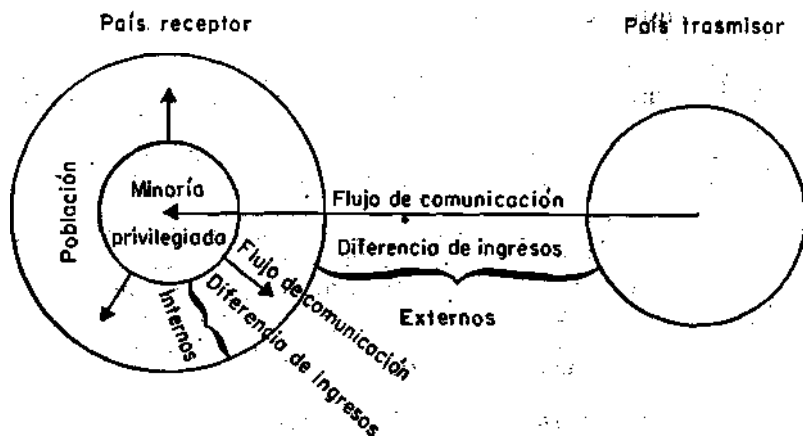 País receptor
País trasmisor
Población
Minoría
privilegiada
Flujo de comunicación
Diferencia de ingresos
Externos
Flujo de comunicación
Diferencia de ingresos
Internos